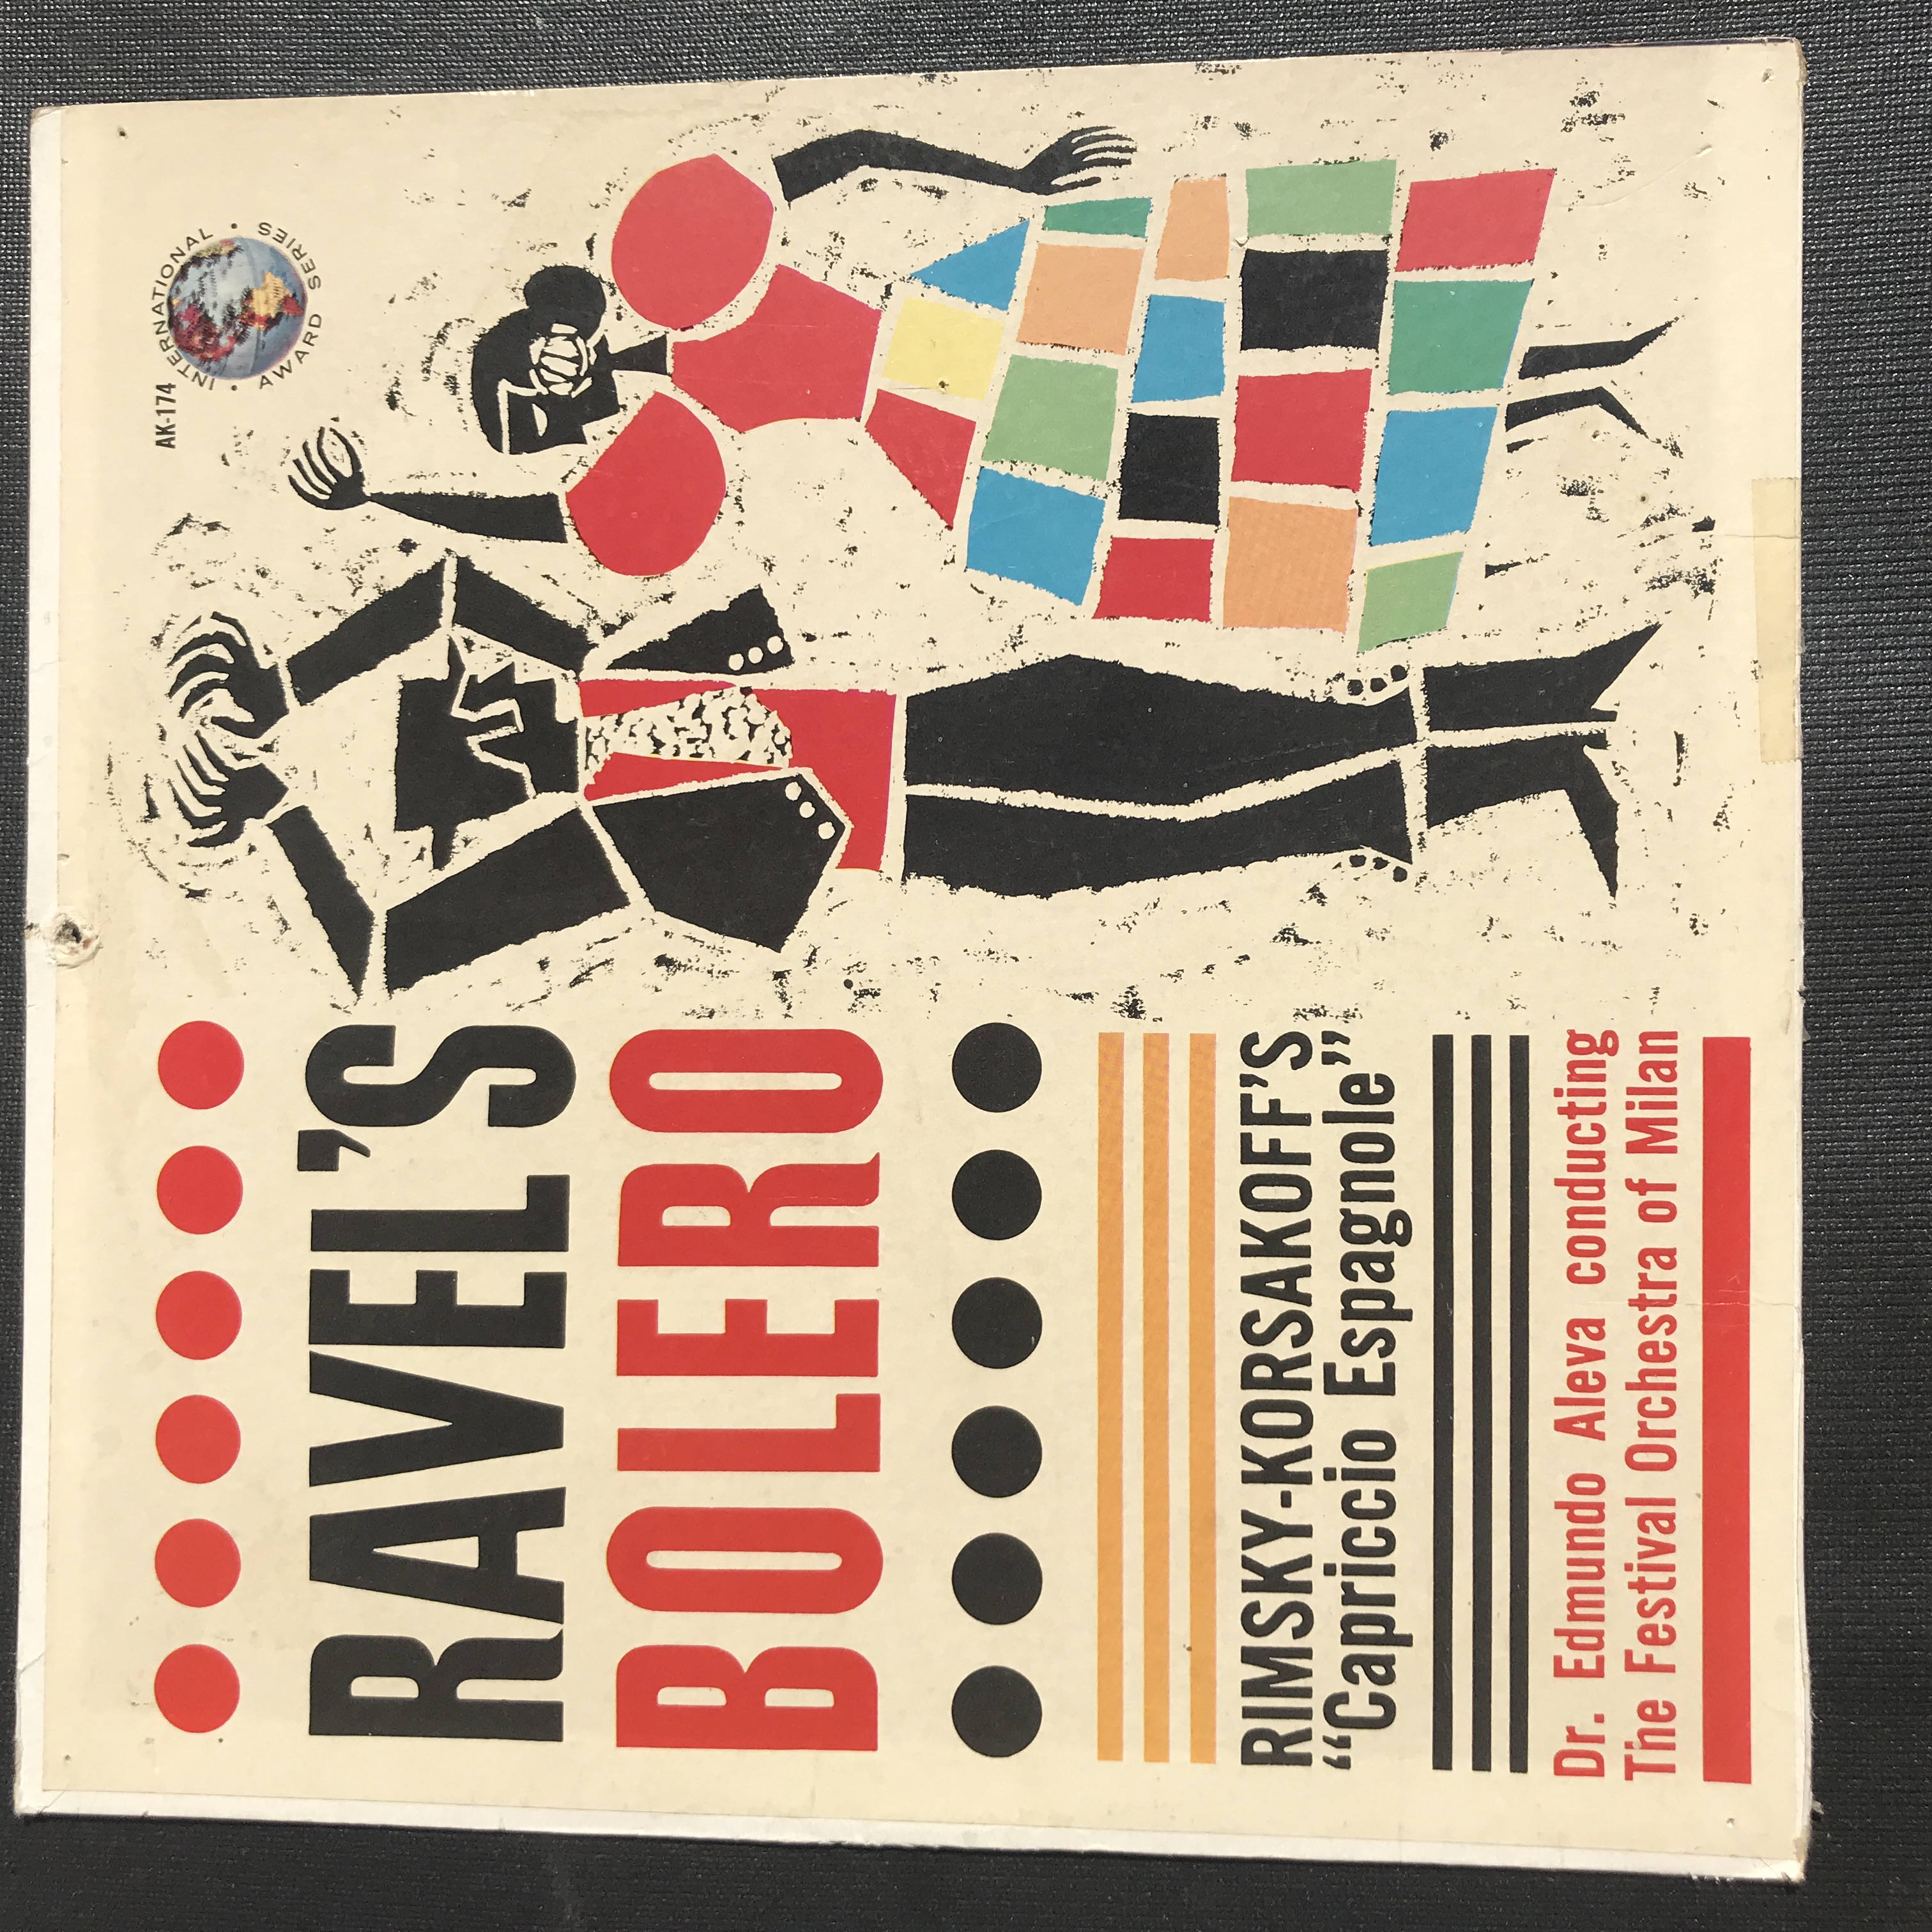 RAVEL'S
BOLERO
RIMSKY-KORSAKOFF'S
“Capriccio Espagnole”
Dr. Edmundo Aleva conducting
The Festival Orchestra of Milan
AK-174
INTERNATIONAL
AWARD SERIES